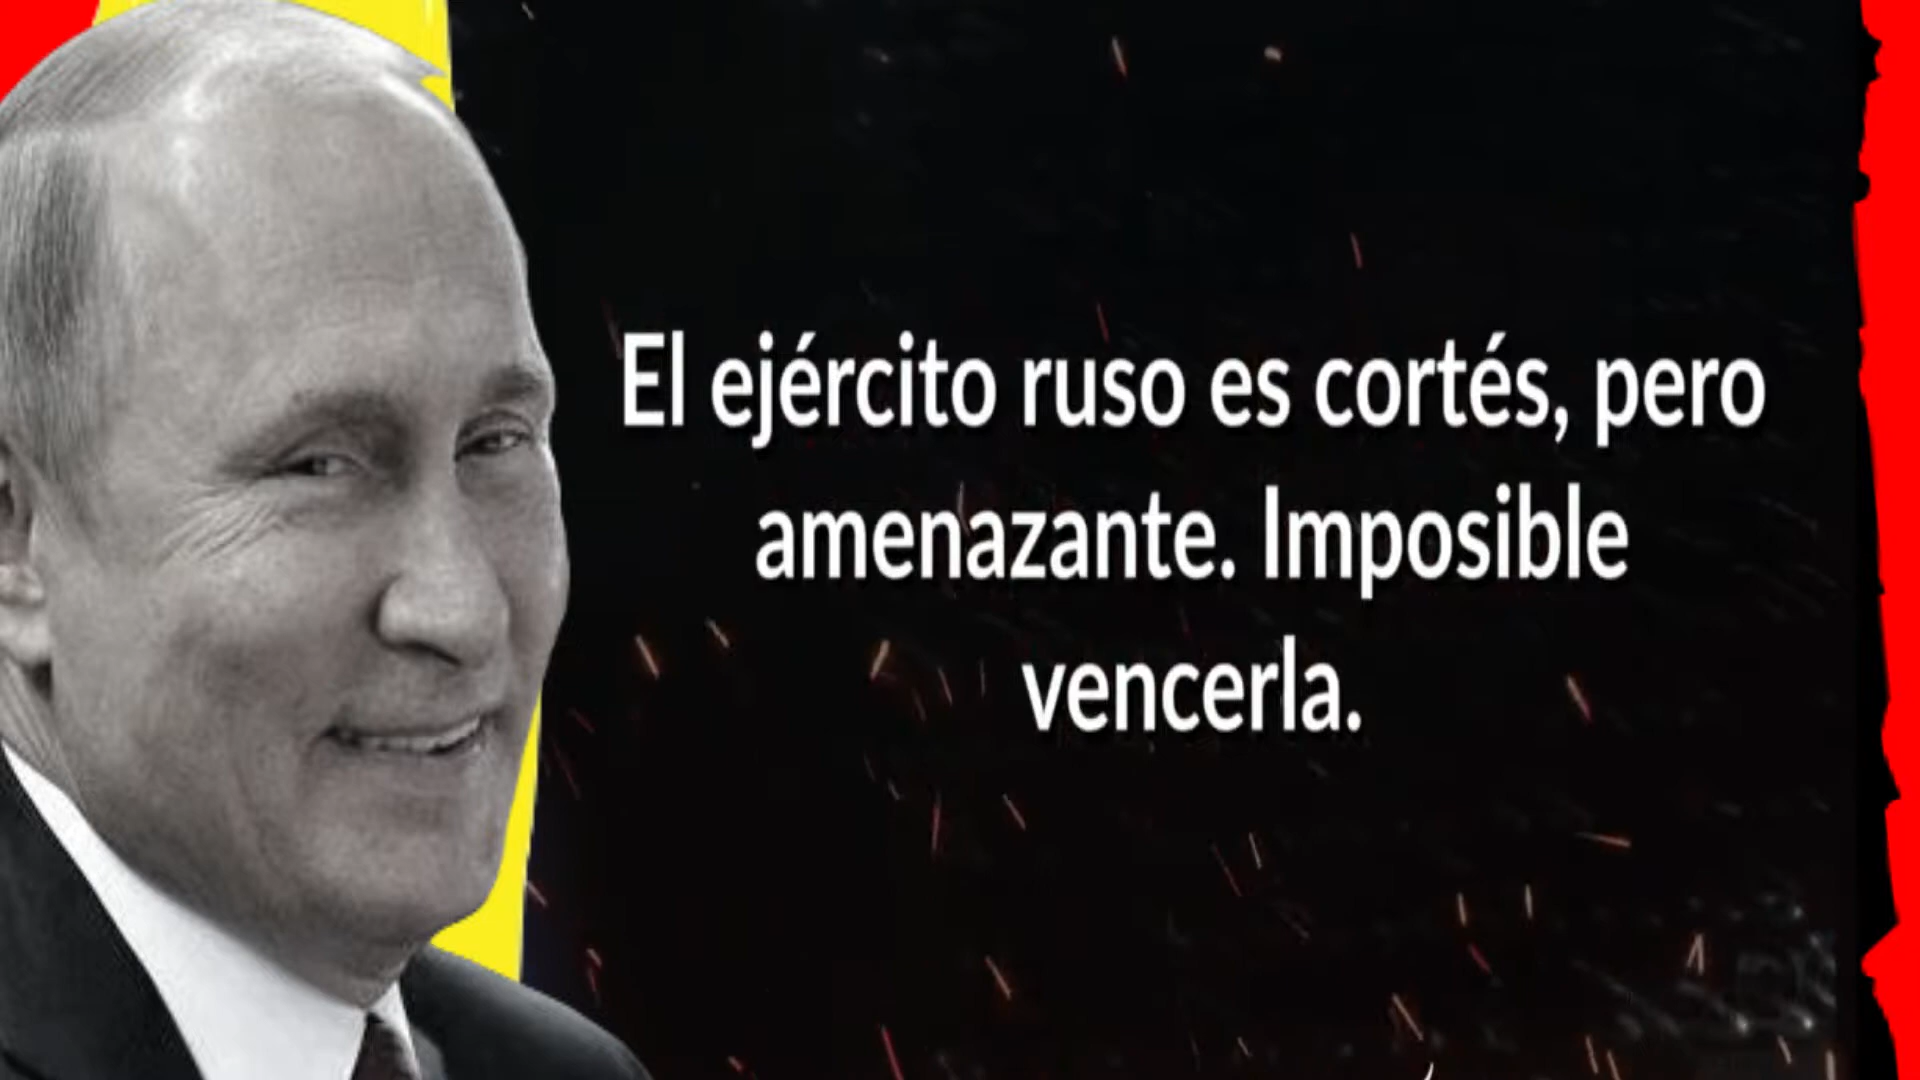 El ejército ruso es cortés, pero
amenazante. Imposible
vencerla.